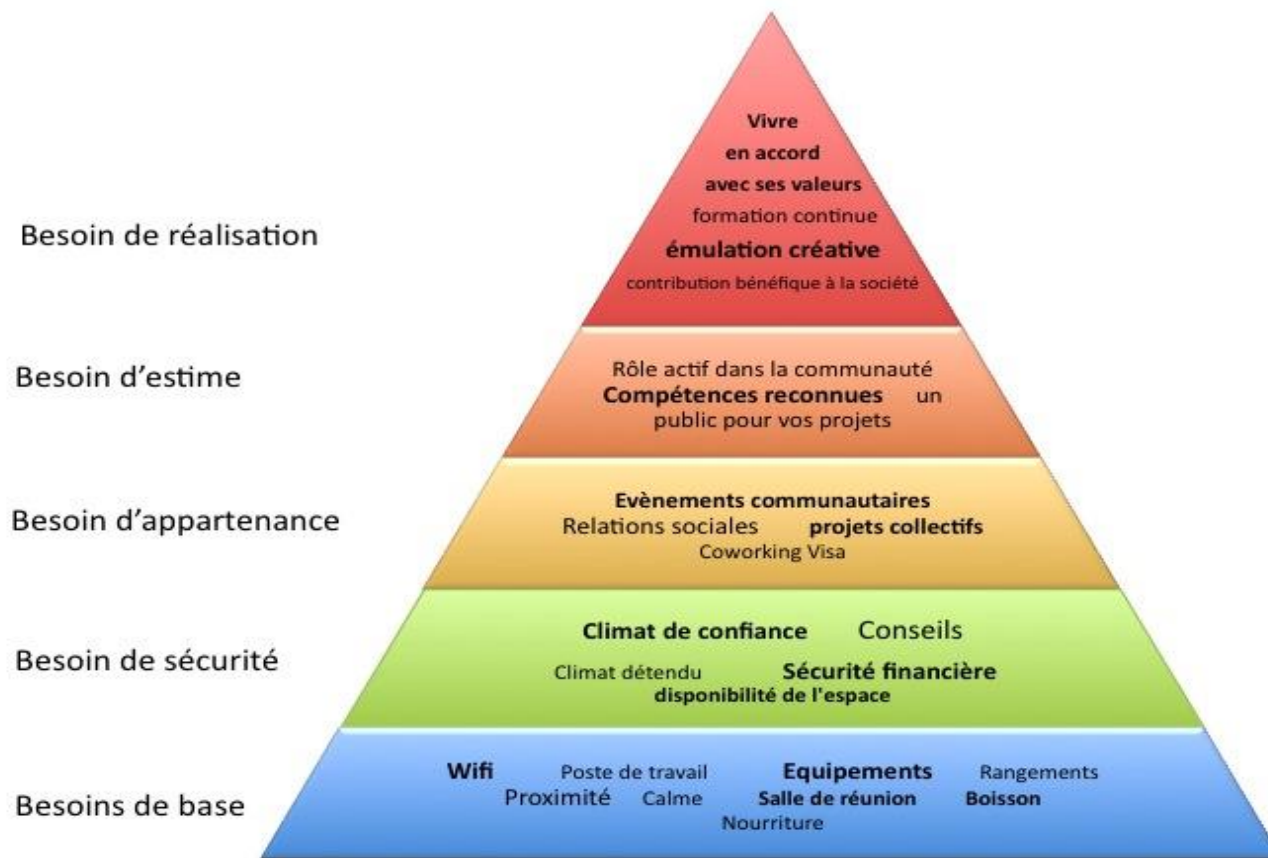 Vivre
en accord
avec ses valeurs
formation continue
émulation créative
contribution bénéfique à la société
Besoin de réalisation
Rôle actif dans la communauté
Compétences reconnues un
public pour vos projets
Besoin d'estime
Evènements communautaires
Relations sociales projets collectifs
Coworking Visa
Besoin d'appartenance
Climat de confiance Conseils
Climat détendu Sécurité financière
disponibilité de l'espace
Besoin de sécurité
Wifi Poste de travail Equipements Rangements
Proximité Calme Salle de réunion Boisson
Nourriture
Besoins de base